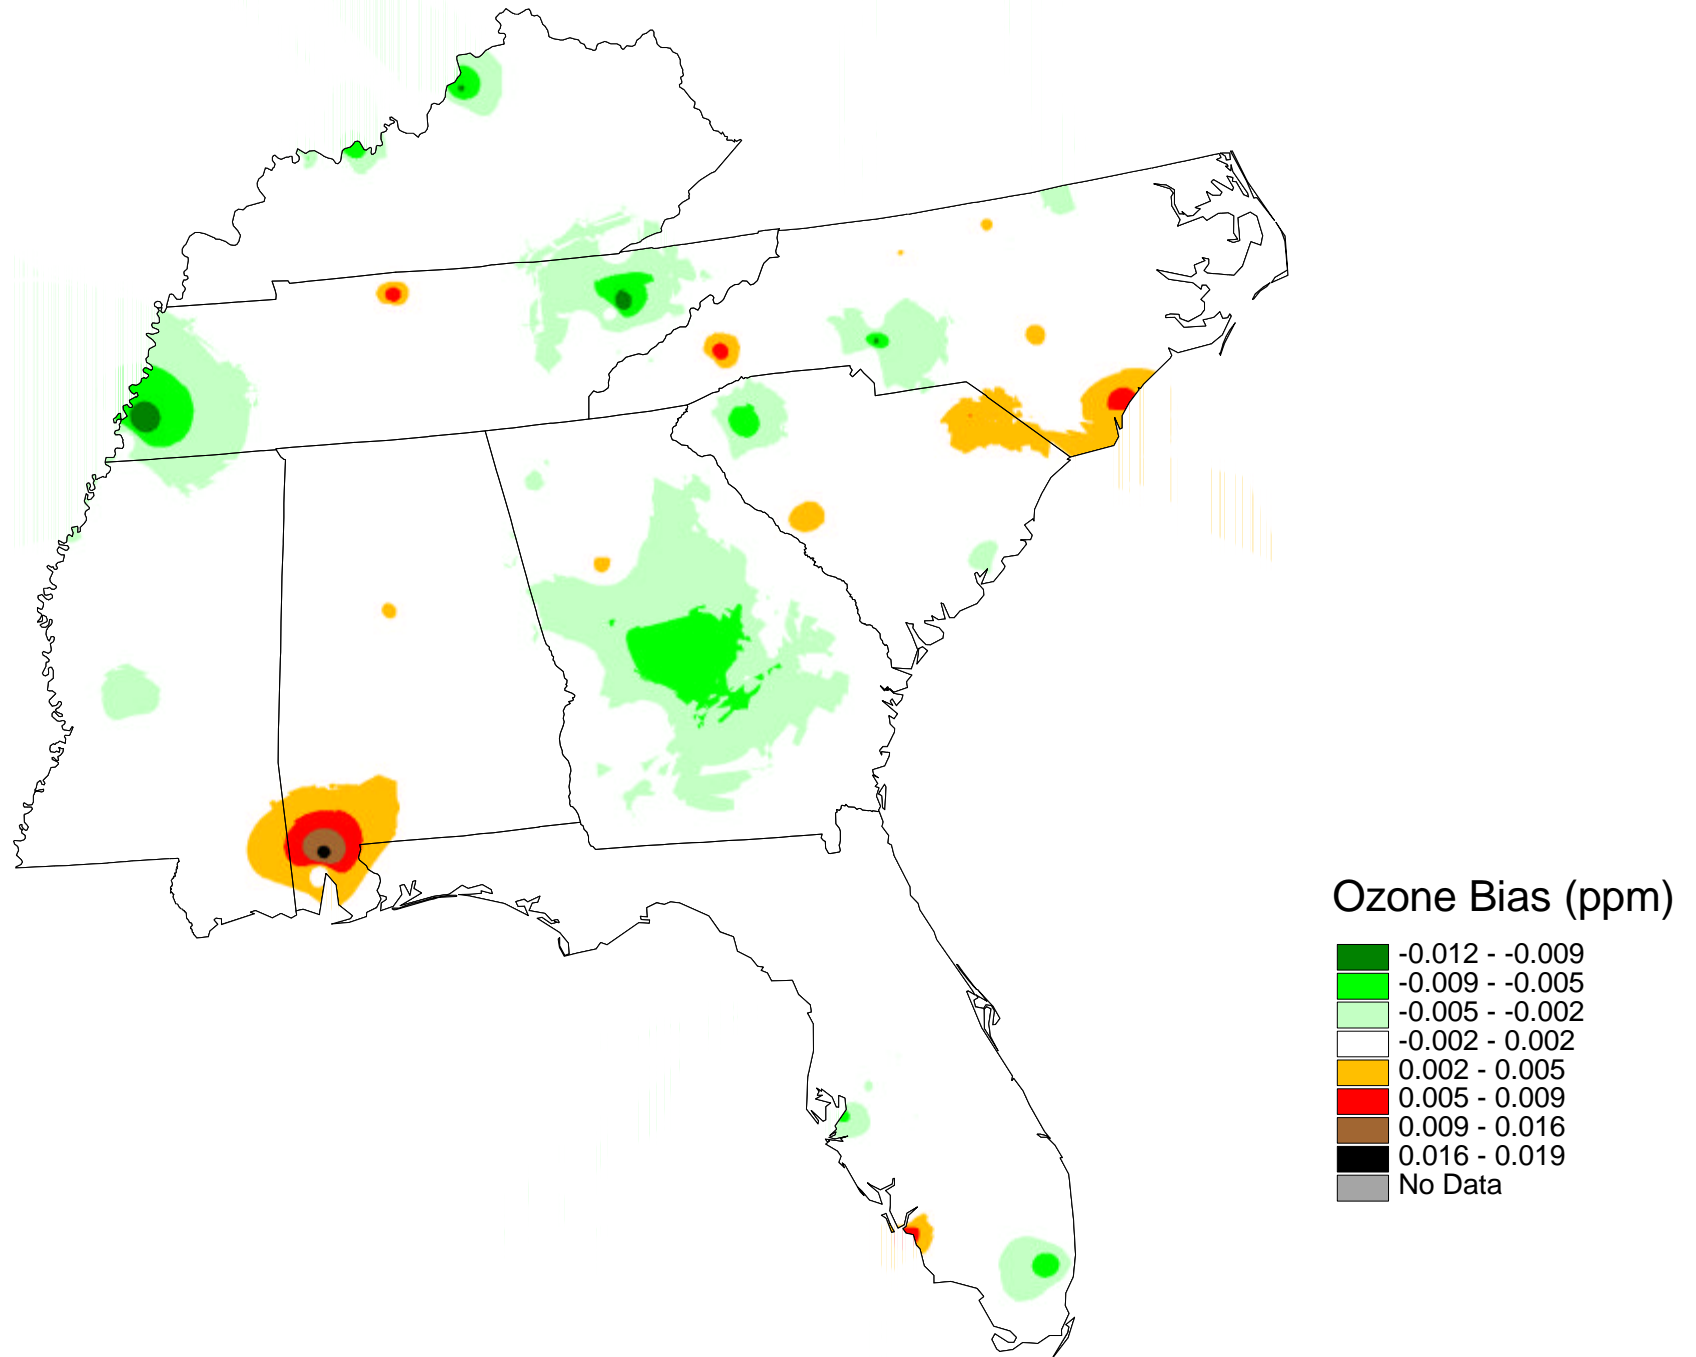 Ozone Bias (ppm)
-0.012 - -0.009
-0.009 - -0.005
-0.005 - -0.002
-0.002 - 0.002
0.002 - 0.005
0.005 - 0.009
0.009 - 0.016
0.016 - 0.019
No Data